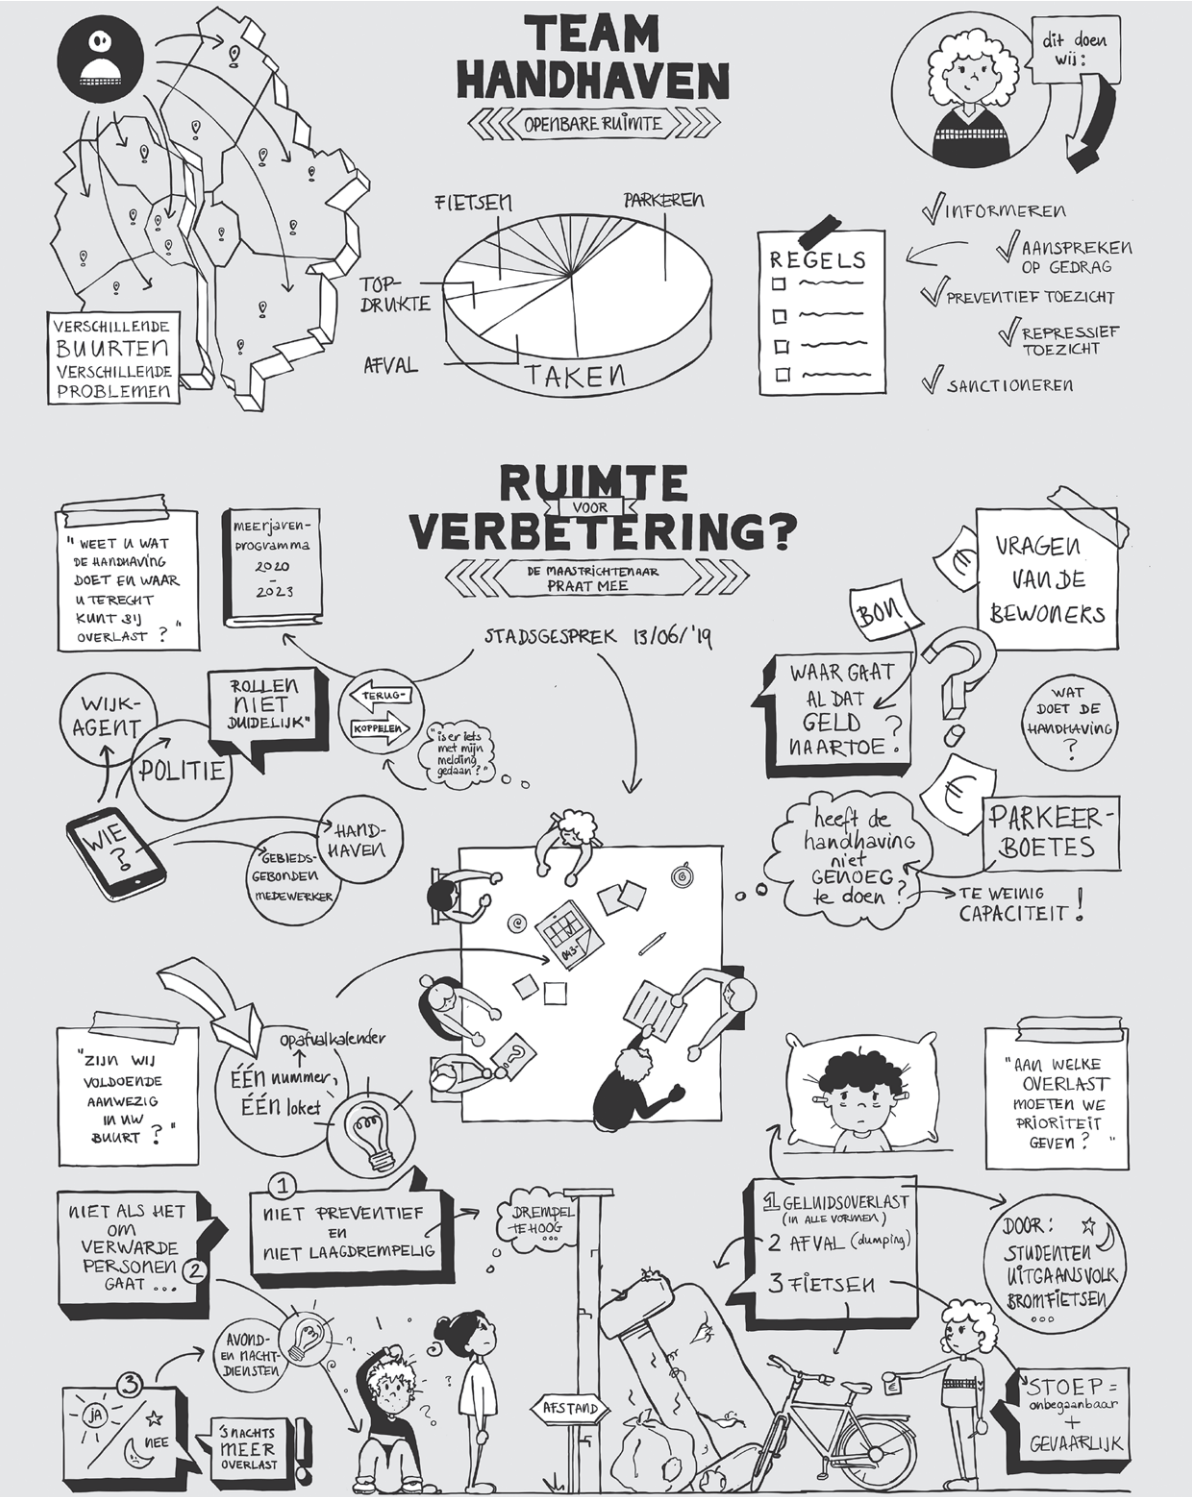 TEAM
HANDHAVEN
OPENBARE RUIMTE
dit doen
wij:
VERSCHILLENDE
BUURTEN
VERSCHILLENDE
PROBLEMEN
FIETSEN
PARKEREN
TOP-
DRUKTE
AFVAL
TAKEN
REGELS
INFORMEREN
AANSPREKEN
OP GEDRAG
PREVENTIEF TOEZICHT
REPRESSIEF
TOEZICHT
SANCTIONEREN
RUIMTE
VOOR
VERBETERING?
DE MAASTRICHTENAAR
PRAAT MEE
STADSGESPREK 13/06/'19
"WEET U WAT
DE HANDHAVING
DOET EN WAAR
U TERECHT
KUNT BIJ
OVERLAST ?"
meerjaren-
programma
2020
-
2023
WIJK-
AGENT
POLITIE
ROLLEN
NIET
DUIDELIJK"
TERUG-
KOPPELEN
"is er iets
met mijn
melding
gedaan?"
WIE
?
HAND-
HAVEN
GEBIEDS-
GEBONDEN
MEDEWERKER
VRAGEN
VAN DE
BEWONERS
€
BON
WAAR GAAT
AL DAT
GELD
NAARTOE?
?
WAT
DOET DE
HANDHAVING
?
€
PARKEER-
BOETES
heeft de
handhaving
niet
GENOEG
te doen?
TE WEINIG
CAPACITEIT!
043-
?
"ZIJN WIJ
VOLDOENDE
AANWEZIG
IN UW
BUURT ?"
op afvalkalender
ÉÉN nummer,
ÉÉN loket
1
NIET PREVENTIEF
EN
NIET LAAGDREMPELIG
DREMPEL
TE HOOG
...
NIET ALS HET
OM
VERWARDE
PERSONEN
GAAT ...
2
AVOND-
EN NACHT-
DIENSTEN
3
JA
NEE
'S NACHTS
MEER
OVERLAST
!
AFSTAND
"AAN WELKE
OVERLAST
MOETEN WE
PRIORITEIT
GEVEN? "
1 GELUIDSOVERLAST
(IN ALLE VORMEN)
2 AFVAL (dumping)
3 FIETSEN
DOOR:
STUDENTEN
UITGAANSVOLK
BROMFIETSEN
...
€
STOEP =
onbegaanbaar
+
GEVAARLIJK